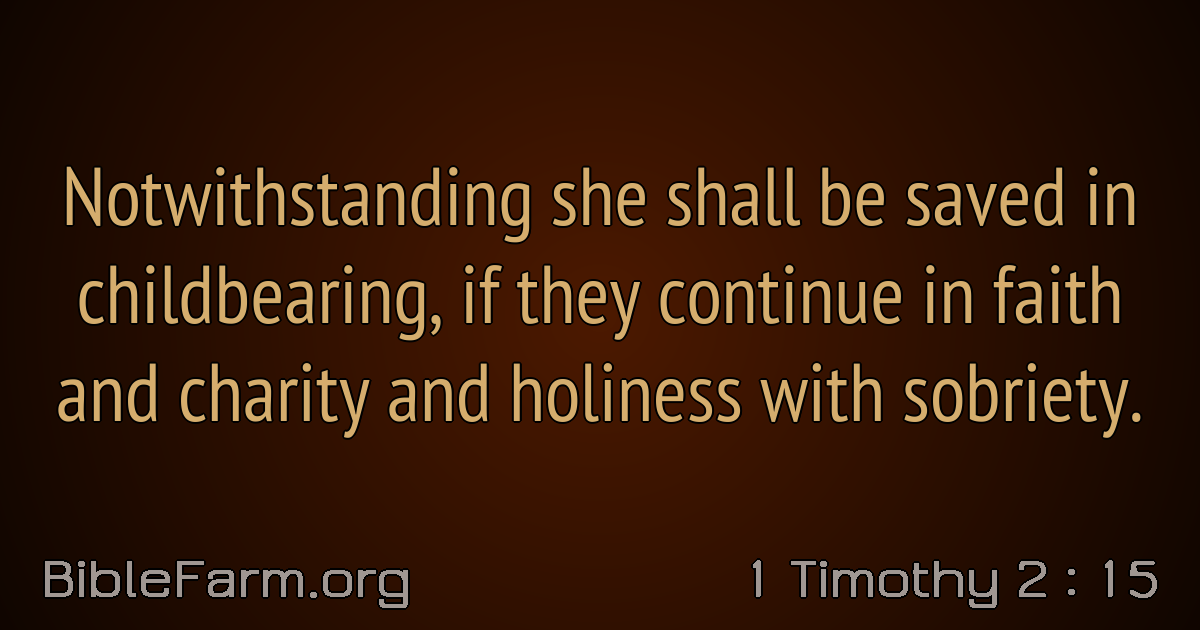 Notwithstanding she shall be saved in
childbearing, if they continue in faith
and charity and holiness with sobriety.
BibleFarm.org
1 Timothy 2 : 15